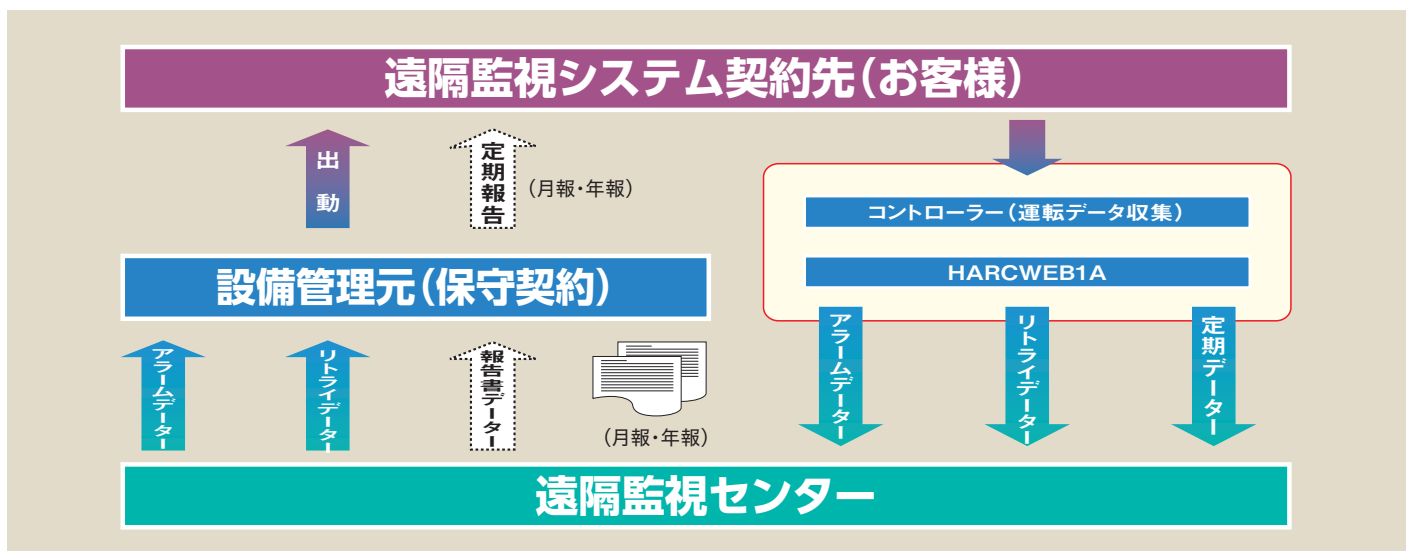 遠隔監視システム契約先（お客様）
出動
定期報告
（月報・年報）
コントローラー（運転データ収集）
HARCWEB1A
設備管理元（保守契約）
アラームデーター
リトライデーター
報告書データー
（月報・年報）
アラームデーター
リトライデーター
定期データー
遠隔監視センター